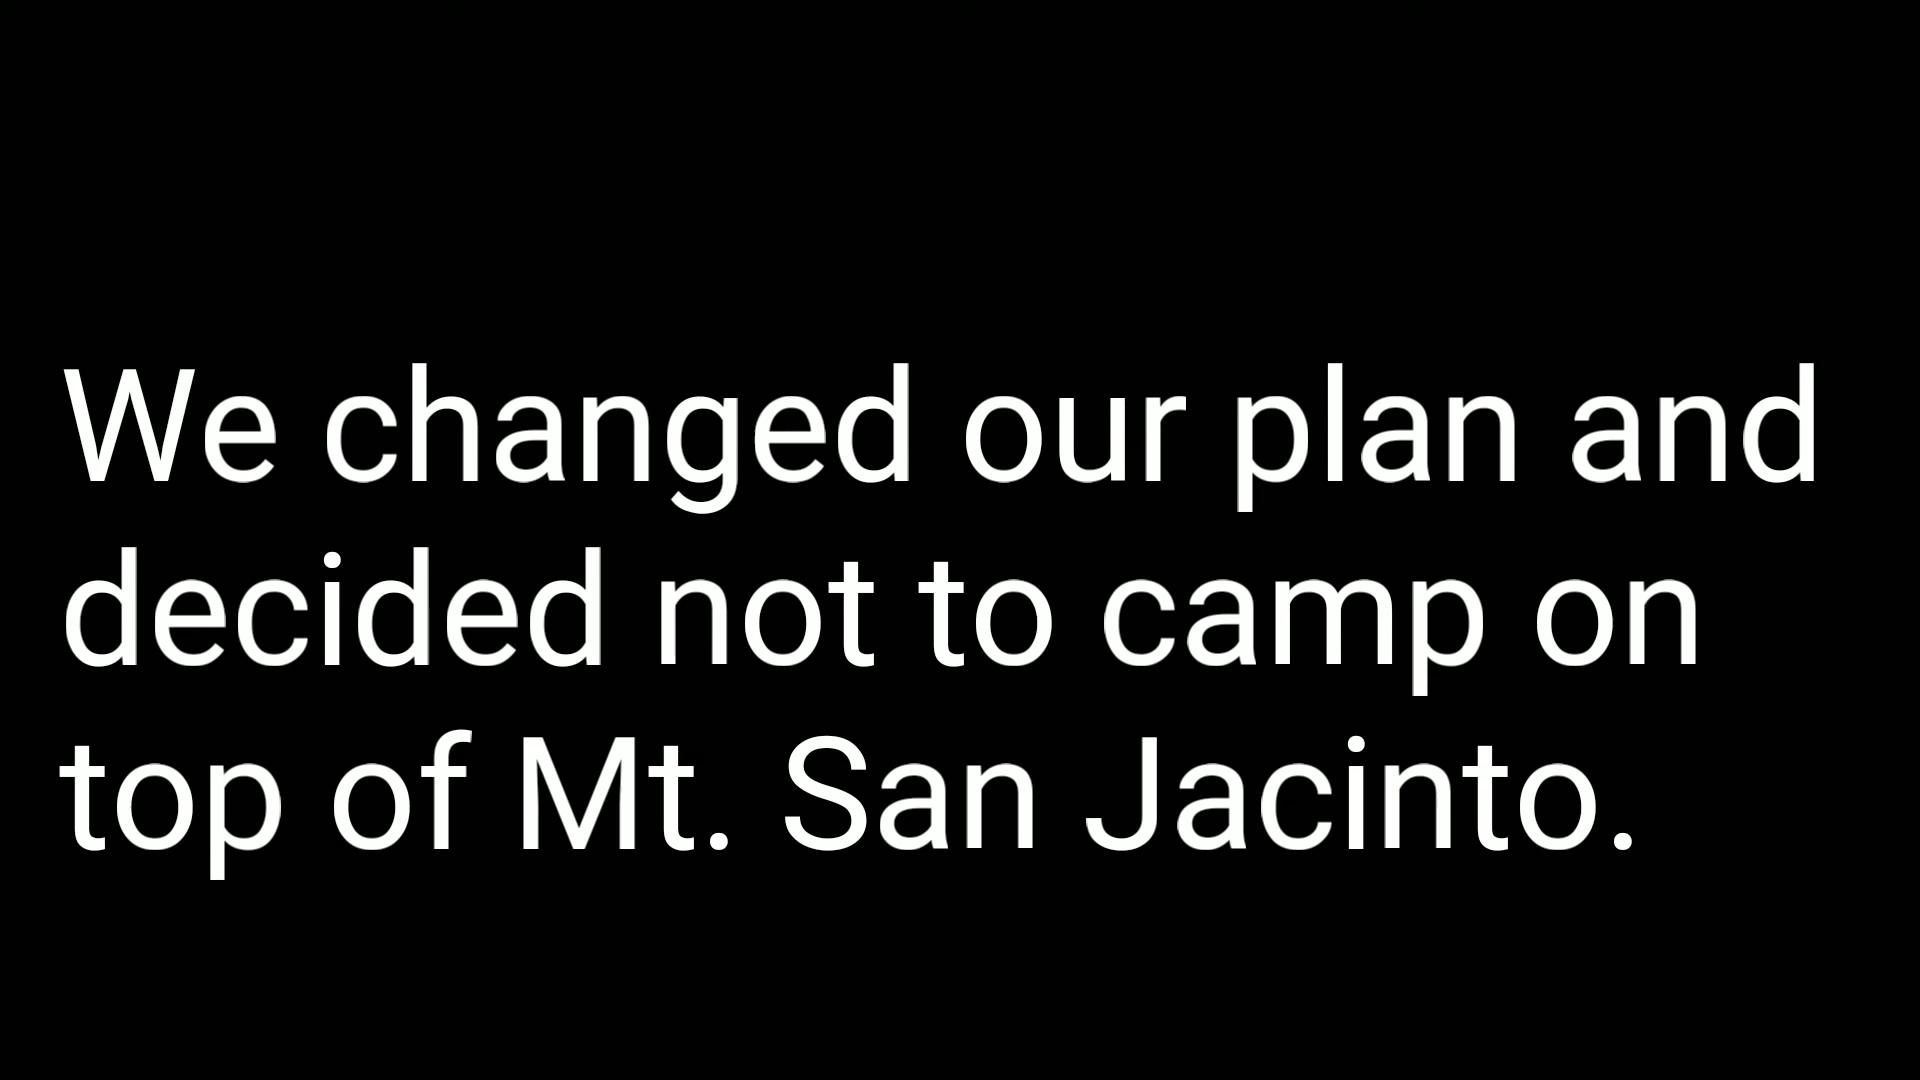 We changed our plan and
decided not to camp on
top of Mt. San Jacinto.